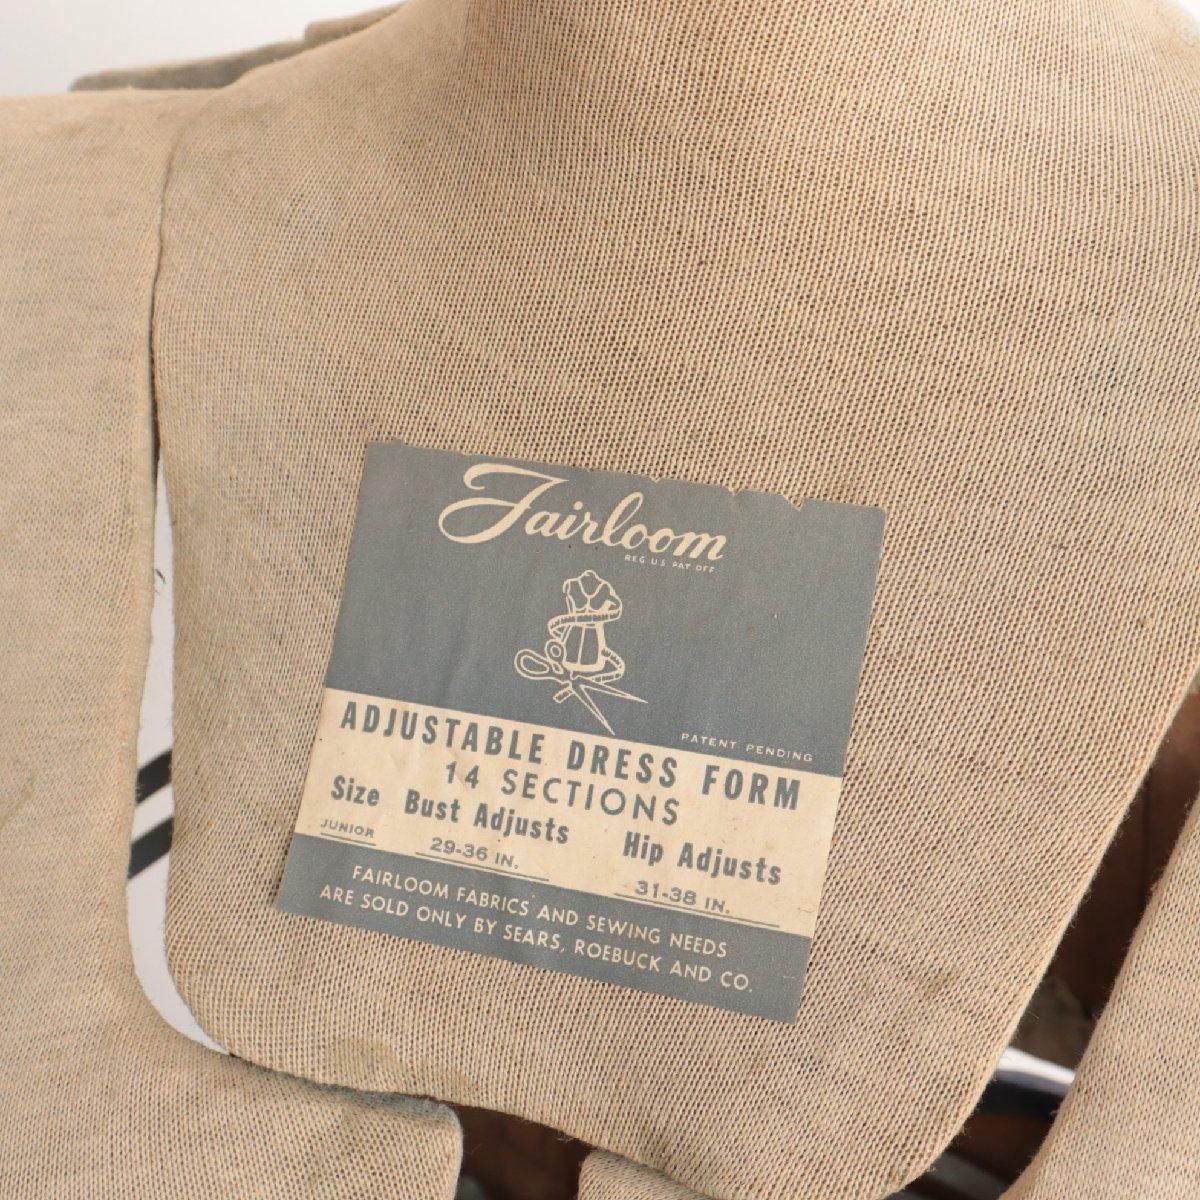 Fairloom
REG U.S. PAT OFF
PATENT PENDING
ADJUSTABLE DRESS FORM
14 SECTIONS
Size Bust Adjusts Hip Adjusts
JUNIOR 29-36 IN. 31-38 IN.
FAIRLOOM FABRICS AND SEWING NEEDS
ARE SOLD ONLY BY SEARS, ROEBUCK AND CO.